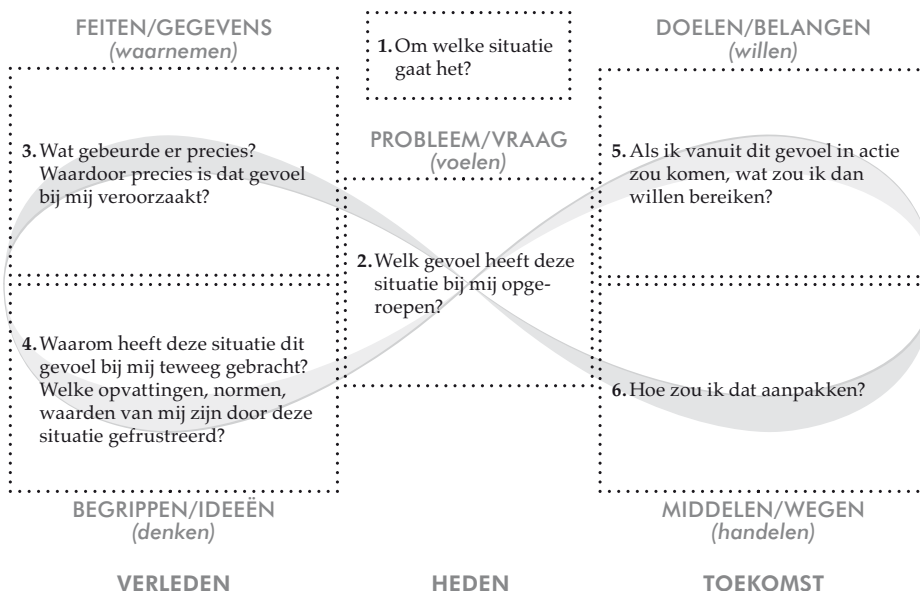 FEITEN/GEGEVENS
(waarnemen)
1. Om welke situatie
gaat het?
DOELEN/BELANGEN
(willen)
PROBLEEM/VRAAG
(voelen)
3. Wat gebeurde er precies?
Waardoor precies is dat gevoel
bij mij veroorzaakt?
5. Als ik vanuit dit gevoel in actie
zou komen, wat zou ik dan
willen bereiken?
2. Welk gevoel heeft deze
situatie bij mij opge-
roepen?
4. Waarom heeft deze situatie dit
gevoel bij mij teweeg gebracht?
Welke opvattingen, normen,
waarden van mij zijn door deze
situatie gefrustreerd?
6. Hoe zou ik dat aanpakken?
BEGRIPPEN/IDEEËN
(denken)
MIDDELEN/WEGEN
(handelen)
VERLEDEN
HEDEN
TOEKOMST